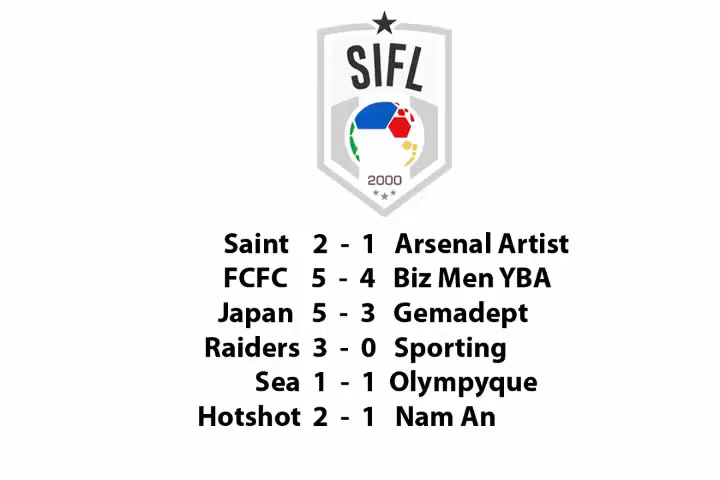 SIFL
2000
Saint 2 - 1 Arsenal Artist
FCFC 5 - 4 Biz Men YBA
Japan 5 - 3 Gemadept
Raiders 3 - 0 Sporting
Sea 1 - 1 Olympyque
Hotshot 2 - 1 Nam An